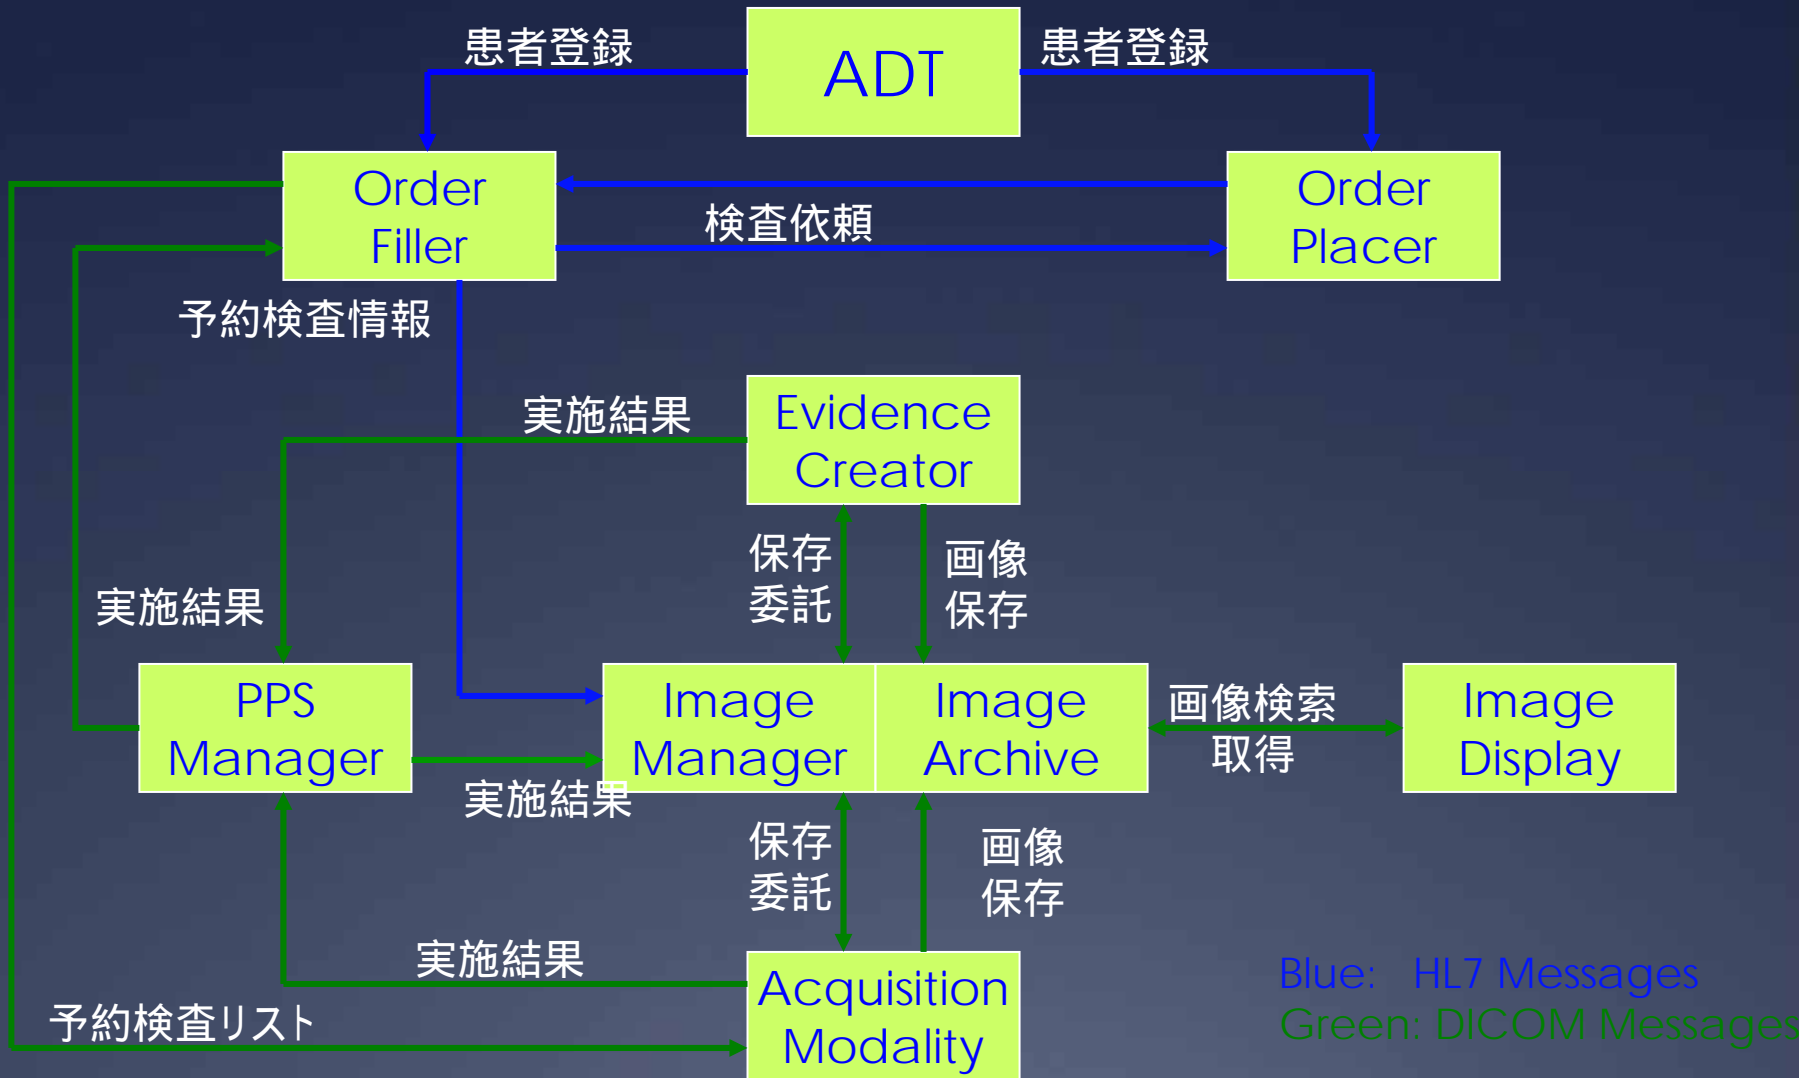 患者登録
ADT
患者登録
Order
Filler
検査依頼
Order
Placer
予約検査情報
実施結果
Evidence
Creator
保存
委託
画像
保存
実施結果
PPS
Manager
実施結果
Image
Manager
Image
Archive
画像検索
取得
Image
Display
保存
委託
画像
保存
実施結果
予約検査リスト
Acquisition
Modality
Blue: HL7 Messages
Green: DICOM Messages